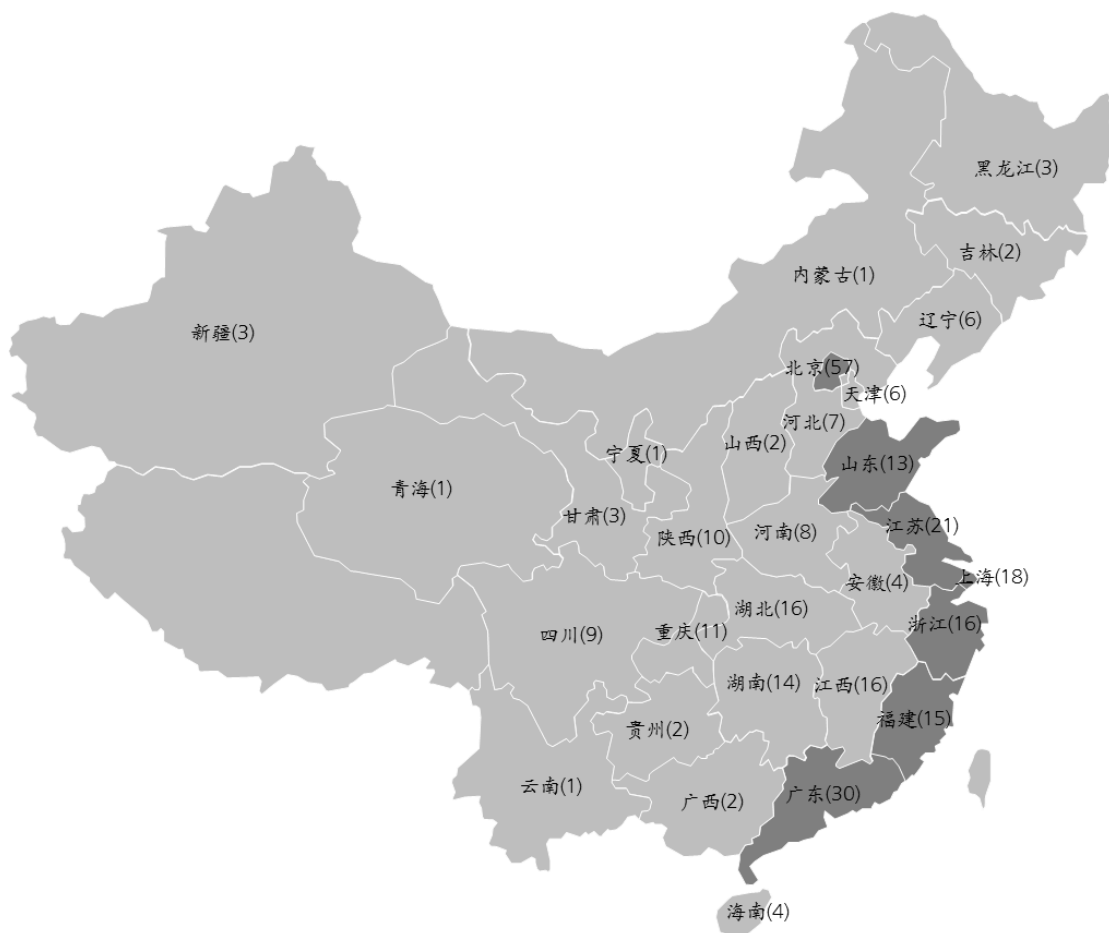 黑龙江(3)
吉林(2)
内蒙古(1)
辽宁(6)
新疆(3)
北京(57)
天津(6)
河北(7)
山西(2)
宁夏(1)
山东(13)
青海(1)
甘肃(3)
陕西(10)
河南(8)
江苏(21)
安徽(4)
上海(18)
湖北(16)
浙江(16)
四川(9)
重庆(11)
湖南(14)
江西(16)
福建(15)
贵州(2)
云南(1)
广西(2)
广东(30)
海南(4)